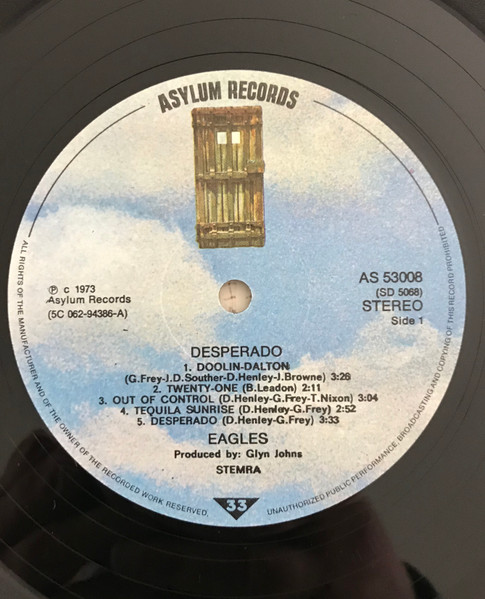 ASYLUM RECORDS
℗ c 1973
Asylum Records
(5C 062-94386-A)
AS 53008
(SD 5068)
STEREO
Side 1
DESPERADO
1. DOOLIN-DALTON
(G.Frey-J.D.Souther-D.Henley-J.Browne) 3:26
2. TWENTY-ONE (B.Leadon) 2:11
3. OUT OF CONTROL (D.Henley-G.Frey-T.Nixon) 3:04
4. TEQUILA SUNRISE (D.Henley-G.Frey) 2:52
5. DESPERADO (D.Henley-G.Frey) 3:33
EAGLES
Produced by: Glyn Johns
STEMRA
33
ALL RIGHTS OF THE MANUFACTURER AND OF THE OWNER OF THE RECORDED WORK RESERVED.
UNAUTHORIZED PUBLIC PERFORMANCE, BROADCASTING AND COPYING OF THIS RECORD PROHIBITED